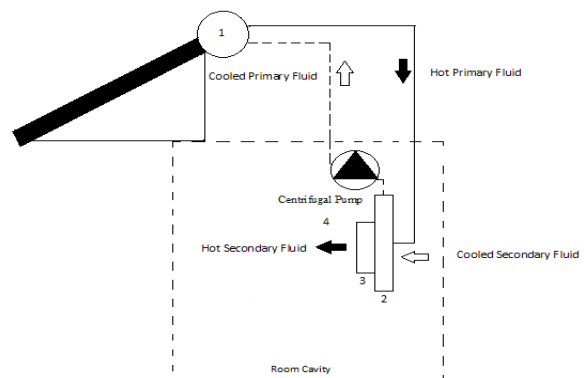 1
Cooled Primary Fluid
Hot Primary Fluid
Centrifugal Pump
4
Hot Secondary Fluid
Cooled Secondary Fluid
3
2
Room Cavity